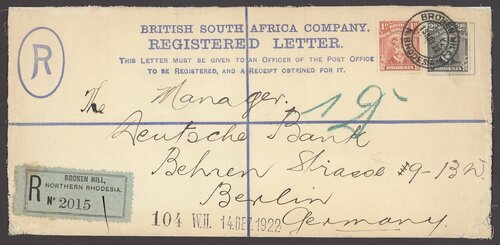 BRITISH SOUTH AFRICA COMPANY.
REGISTERED LETTER.
THIS LETTER MUST BE GIVEN TO AN OFFICER OF THE POST OFFICE
TO BE REGISTERED, AND A RECEIPT OBTAINED FOR IT.
R
RHODESIA
RHODESIA
BROKEN HILL
The Manager.
Deutsche Bank
Behren Strasse #9-13
Berlin
Germany.
R
BROKEN HILL,
NORTHERN RHODESIA.
No 2015
104 W.H. 14.DEZ.1922